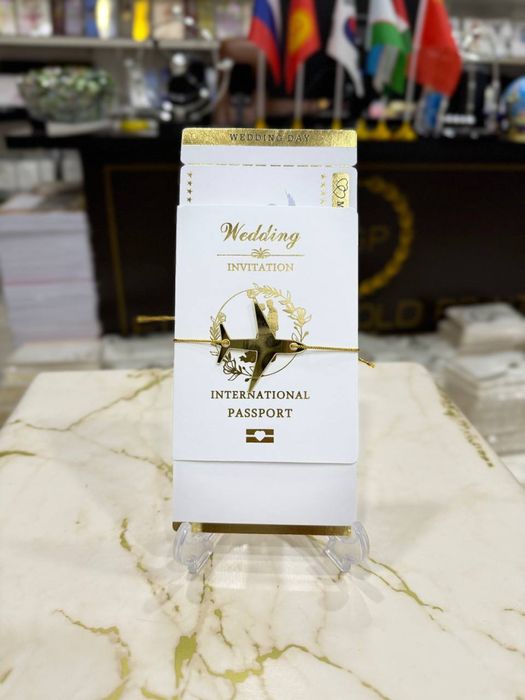 WEDDING DAY
Wedding
INVITATION
INTERNATIONAL
PASSPORT